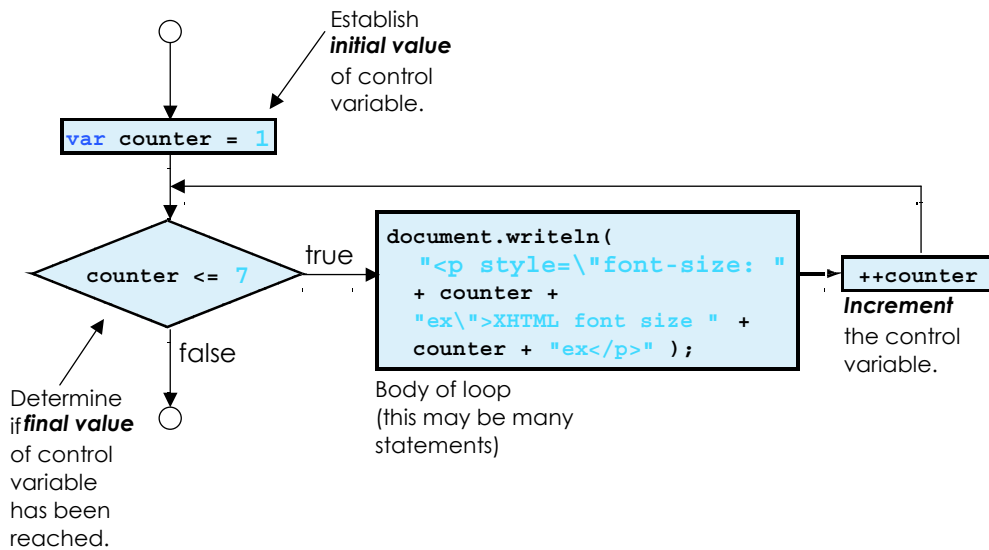 Establish
initial value
of control
variable.
var counter = 1
counter <= 7
true
document.writeln(
"<p style=\"font-size: "
+ counter +
"ex\">XHTML font size " +
counter + "ex</p>" );
++counter
Increment
the control
variable.
false
Body of loop
(this may be many
statements)
Determine
if final value
of control
variable
has been
reached.